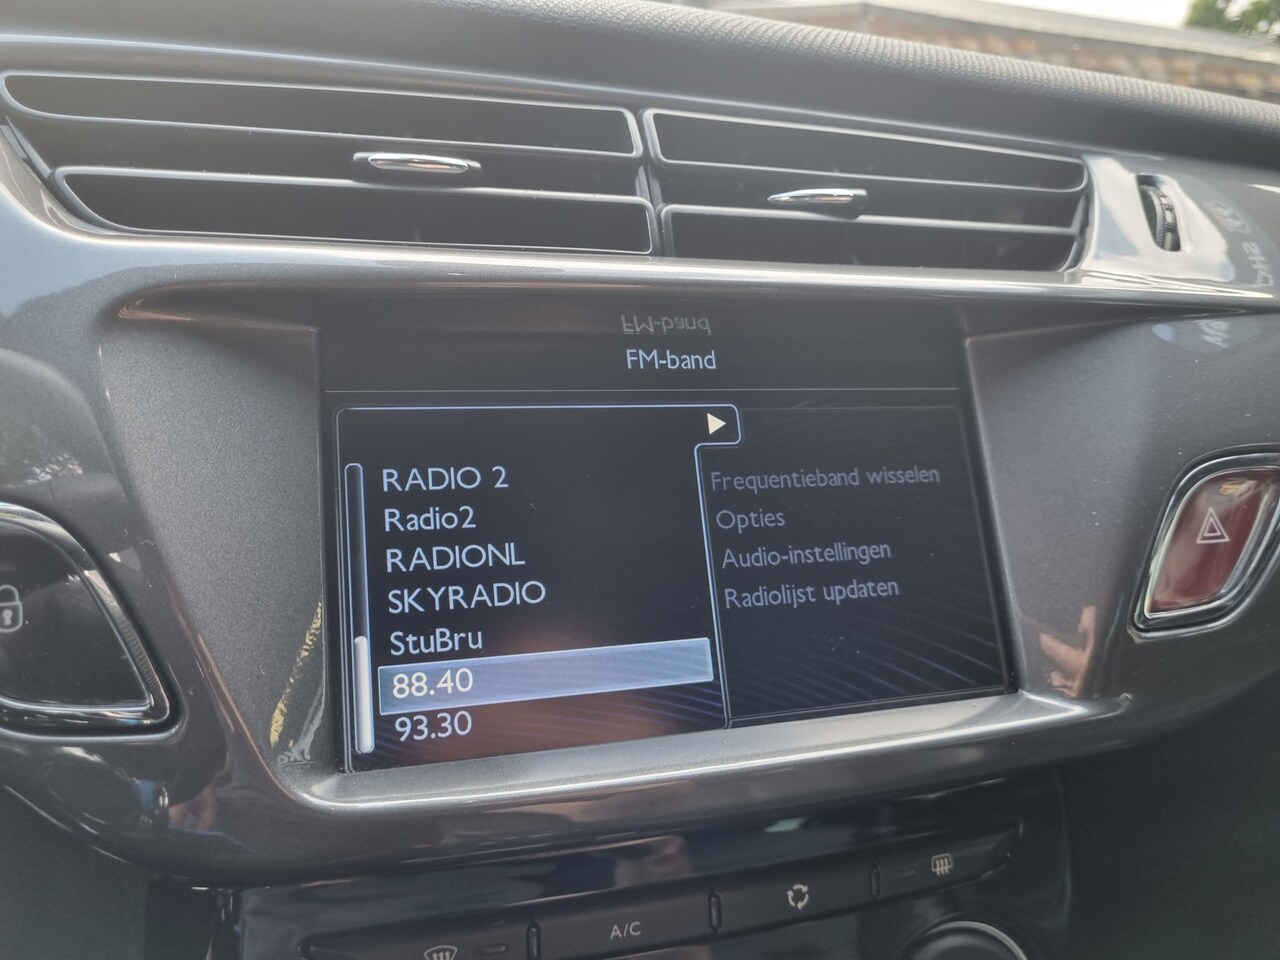 FM-band
FM-band
RADIO 2
Radio2
RADIONL
SKYRADIO
StuBru
88.40
93.30
Frequentieband wisselen
Opties
Audio-instellingen
Radiolijst updaten
A/C